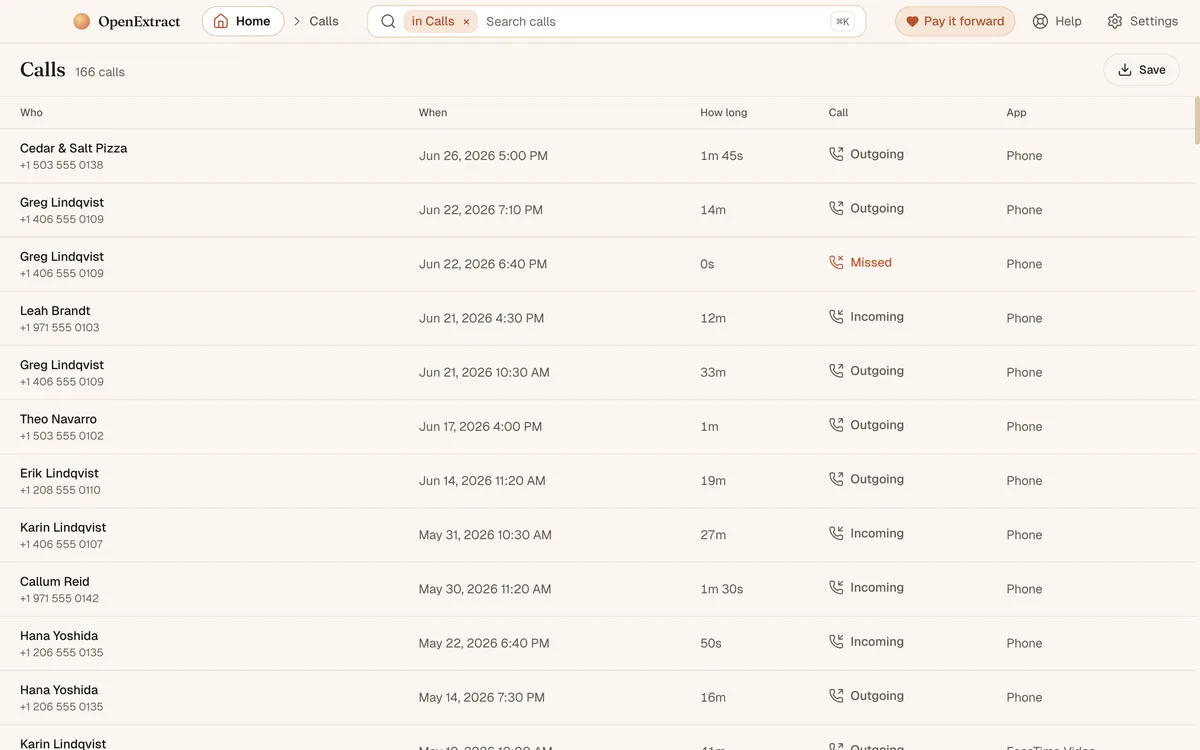 OpenExtract Home > Calls in Calls × Search calls ⌘K Pay it forward Help Settings
Calls 166 calls Save
Who When How long Call App
Cedar & Salt Pizza
+1 503 555 0138
Jun 26, 2026 5:00 PM 1m 45s Outgoing Phone
Greg Lindqvist
+1 406 555 0109
Jun 22, 2026 7:10 PM 14m Outgoing Phone
Greg Lindqvist
+1 406 555 0109
Jun 22, 2026 6:40 PM 0s Missed Phone
Leah Brandt
+1 971 555 0103
Jun 21, 2026 4:30 PM 12m Incoming Phone
Greg Lindqvist
+1 406 555 0109
Jun 21, 2026 10:30 AM 33m Outgoing Phone
Theo Navarro
+1 503 555 0102
Jun 17, 2026 4:00 PM 1m Outgoing Phone
Erik Lindqvist
+1 208 555 0110
Jun 14, 2026 11:20 AM 19m Outgoing Phone
Karin Lindqvist
+1 406 555 0107
May 31, 2026 10:30 AM 27m Incoming Phone
Callum Reid
+1 971 555 0142
May 30, 2026 11:20 AM 1m 30s Incoming Phone
Hana Yoshida
+1 206 555 0135
May 22, 2026 6:40 PM 50s Incoming Phone
Hana Yoshida
+1 206 555 0135
May 14, 2026 7:30 PM 16m Outgoing Phone
Karin Lindqvist
Outgoing FaceTime Video